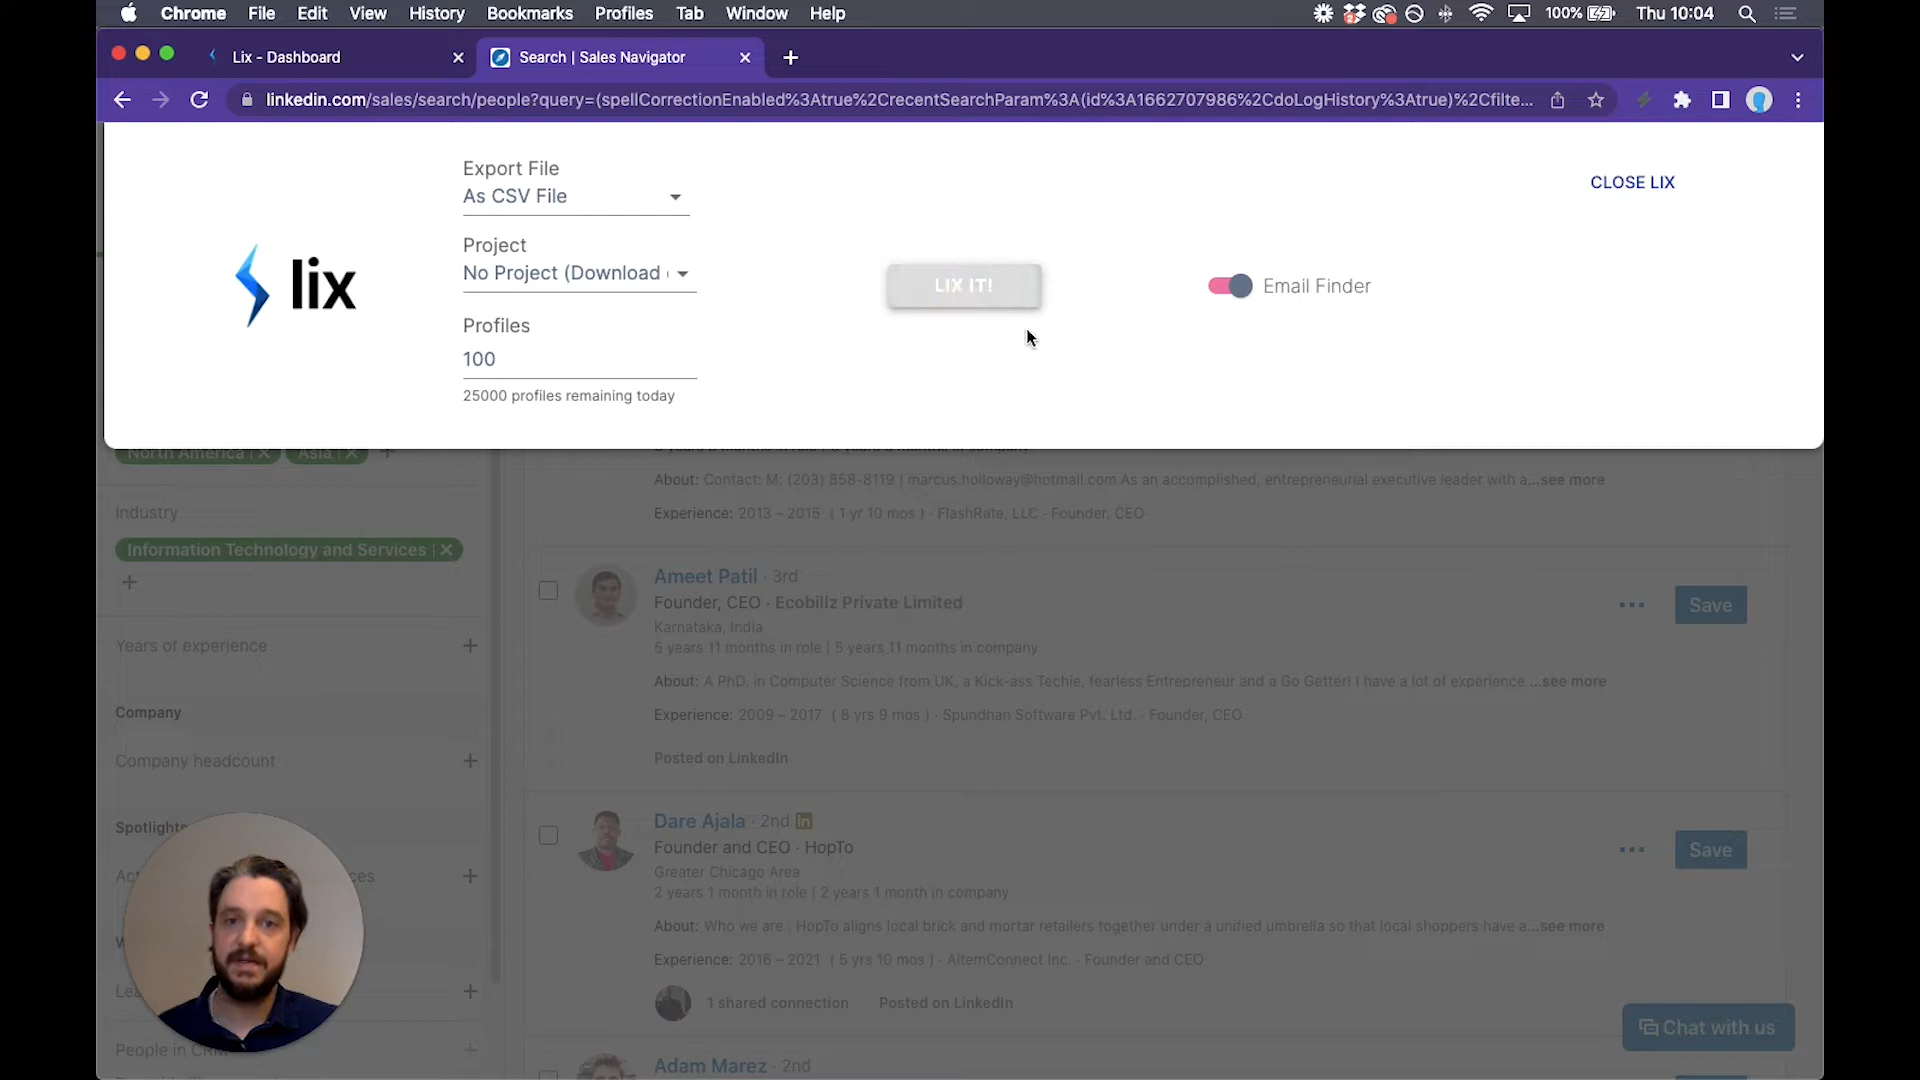 Chrome File Edit View History Bookmarks Profiles Tab Window Help
100% Thu 10:04
Lix - Dashboard
Search | Sales Navigator
linkedin.com/sales/search/people?query=(spellCorrectionEnabled%3Atrue%2CrecentSearchParam%3A(id%3A1662707986%2CdoLogHistory%3Atrue)%2Cfilte...
Export File
As CSV File
CLOSE LIX
Project
No Project (Download
lix
LIX IT!
Email Finder
Profiles
100
25000 profiles remaining today
North America
Asia
Industry
Information Technology and Services
Years of experience
Company
Company headcount
Spotlights
People in CRM
About: Contact: M: (203) 858-8119 | marcus.holloway@hotmail.com As an accomplished, entrepreneurial executive leader with a...see more
Experience: 2013 – 2015 ( 1 yr 10 mos ) · FlashRate, LLC · Founder, CEO
Ameet Patil · 3rd
Founder, CEO · Ecobillz Private Limited
Karnataka, India
5 years 11 months in role | 5 years 11 months in company
About: A PhD. in Computer Science from UK, a Kick-ass Techie, fearless Entrepreneur and a Go Getter! I have a lot of experience ...see more
Experience: 2009 – 2017 ( 8 yrs 9 mos ) · Spundhan Software Pvt. Ltd. · Founder, CEO
Posted on LinkedIn
Save
Dare Ajala · 2nd in
Founder and CEO · HopTo
Greater Chicago Area
2 years 1 month in role | 2 years 1 month in company
About: Who we are : HopTo aligns local brick and mortar retailers together under a unified umbrella so that local shoppers have a...see more
Experience: 2016 – 2021 ( 5 yrs 10 mos ) · AitemConnect Inc. · Founder and CEO
1 shared connection
Posted on LinkedIn
Save
Chat with us
Adam Marez · 2nd